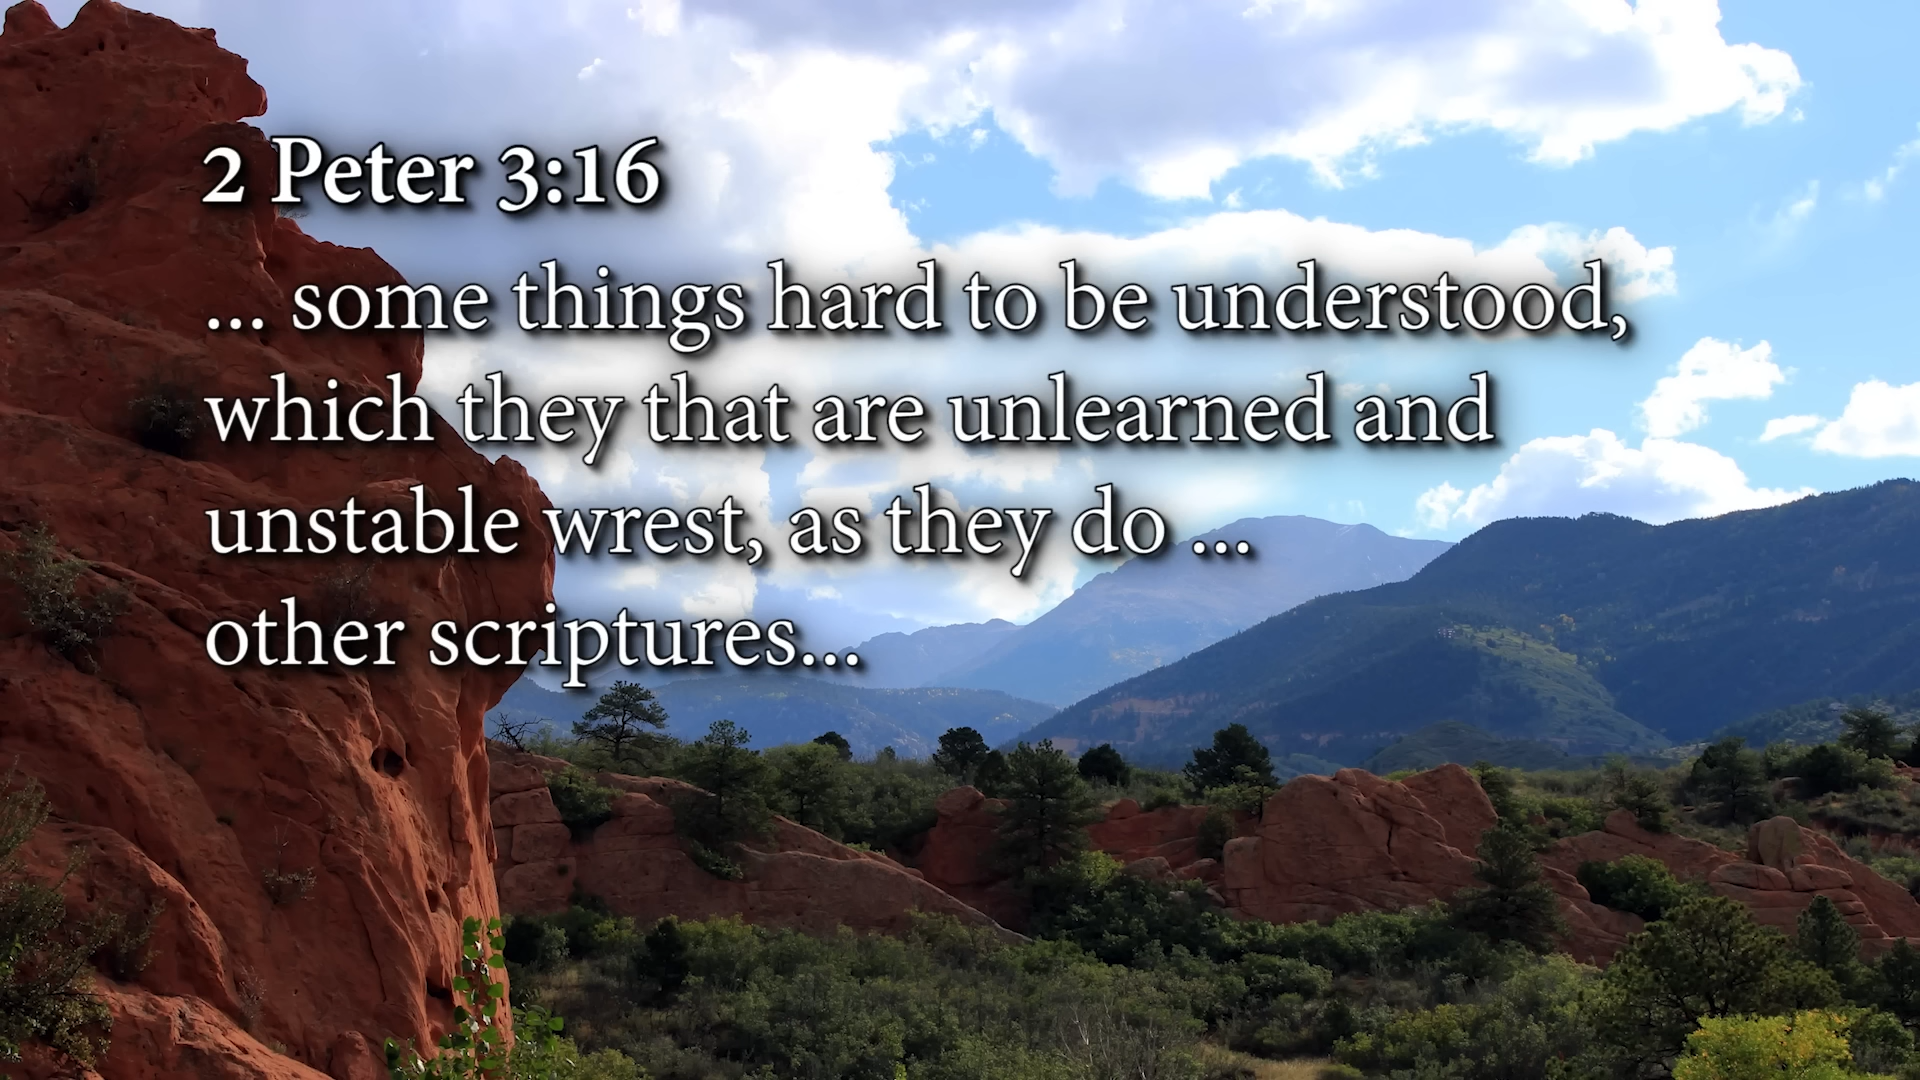 2 Peter 3:16
... some things hard to be understood,
which they that are unlearned and
unstable wrest, as they do ...
other scriptures...